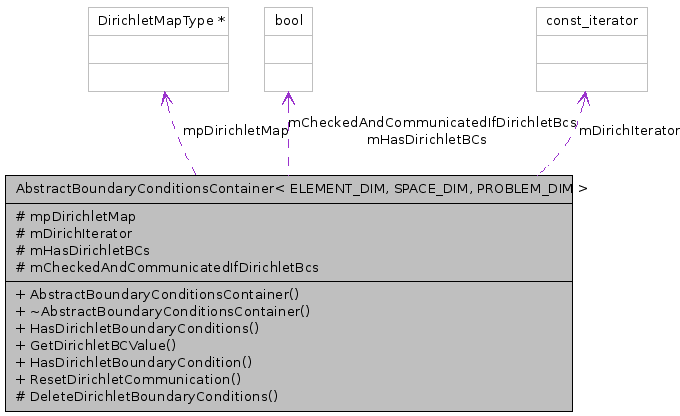 DirichletMapType *
bool
const_iterator
mpDirichletMap
mCheckedAndCommunicatedIfDirichletBcs
mHasDirichletBCs
mDirichIterator
AbstractBoundaryConditionsContainer< ELEMENT_DIM, SPACE_DIM, PROBLEM_DIM >
# mpDirichletMap
# mDirichIterator
# mHasDirichletBCs
# mCheckedAndCommunicatedIfDirichletBcs
+ AbstractBoundaryConditionsContainer()
+ ~AbstractBoundaryConditionsContainer()
+ HasDirichletBoundaryConditions()
+ GetDirichletBCValue()
+ HasDirichletBoundaryCondition()
+ ResetDirichletCommunication()
# DeleteDirichletBoundaryConditions()